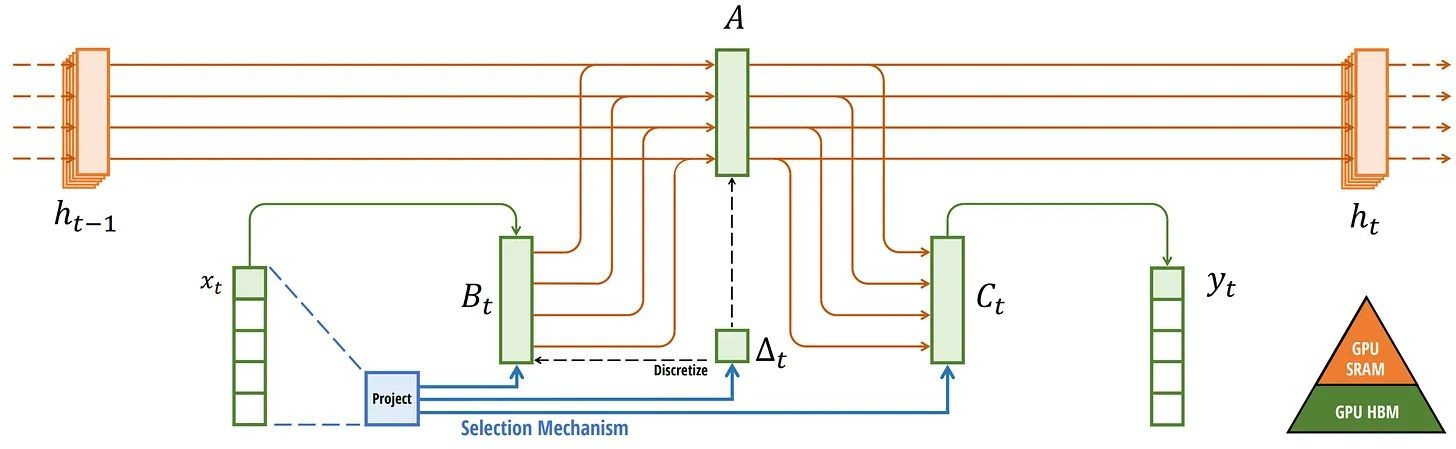 A
h_{t-1}
h_t
x_t
B_t
Δ_t
C_t
y_t
Discretize
Project
Selection Mechanism
GPU
SRAM
GPU HBM